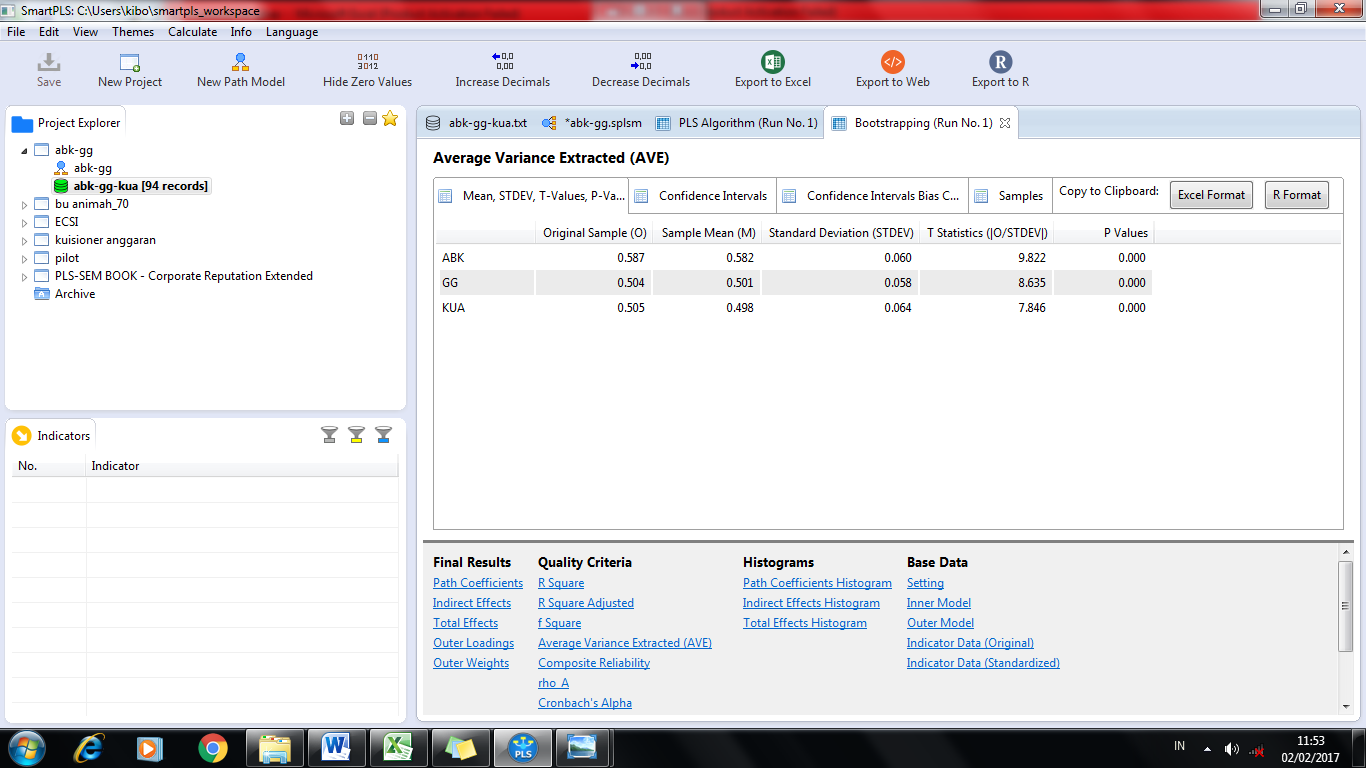 SmartPLS: C:\Users\kibo\smartpls_workspace
File Edit View Themes Calculate Info Language
Save New Project New Path Model Hide Zero Values Increase Decimals Decrease Decimals Export to Excel Export to Web Export to R
Project Explorer
abk-gg
abk-gg
abk-gg-kua [94 records]
bu animah_70
ECSI
kuisioner anggaran
pilot
PLS-SEM BOOK - Corporate Reputation Extended
Archive
Indicators
No. Indicator
abk-gg-kua.txt *abk-gg.splsm PLS Algorithm (Run No. 1) Bootstrapping (Run No. 1)
Average Variance Extracted (AVE)
Mean, STDEV, T-Values, P-Va... Confidence Intervals Confidence Intervals Bias C... Samples Copy to Clipboard: Excel Format R Format
Original Sample (O) Sample Mean (M) Standard Deviation (STDEV) T Statistics (|O/STDEV|) P Values
ABK 0.587 0.582 0.060 9.822 0.000
GG 0.504 0.501 0.058 8.635 0.000
KUA 0.505 0.498 0.064 7.846 0.000
Final Results Quality Criteria Histograms Base Data
Path Coefficients R Square Path Coefficients Histogram Setting
Indirect Effects R Square Adjusted Indirect Effects Histogram Inner Model
Total Effects f Square Total Effects Histogram Outer Model
Outer Loadings Average Variance Extracted (AVE) Indicator Data (Original)
Outer Weights Composite Reliability Indicator Data (Standardized)
rho_A
Cronbach's Alpha
PLS
IN
11:53
02/02/2017